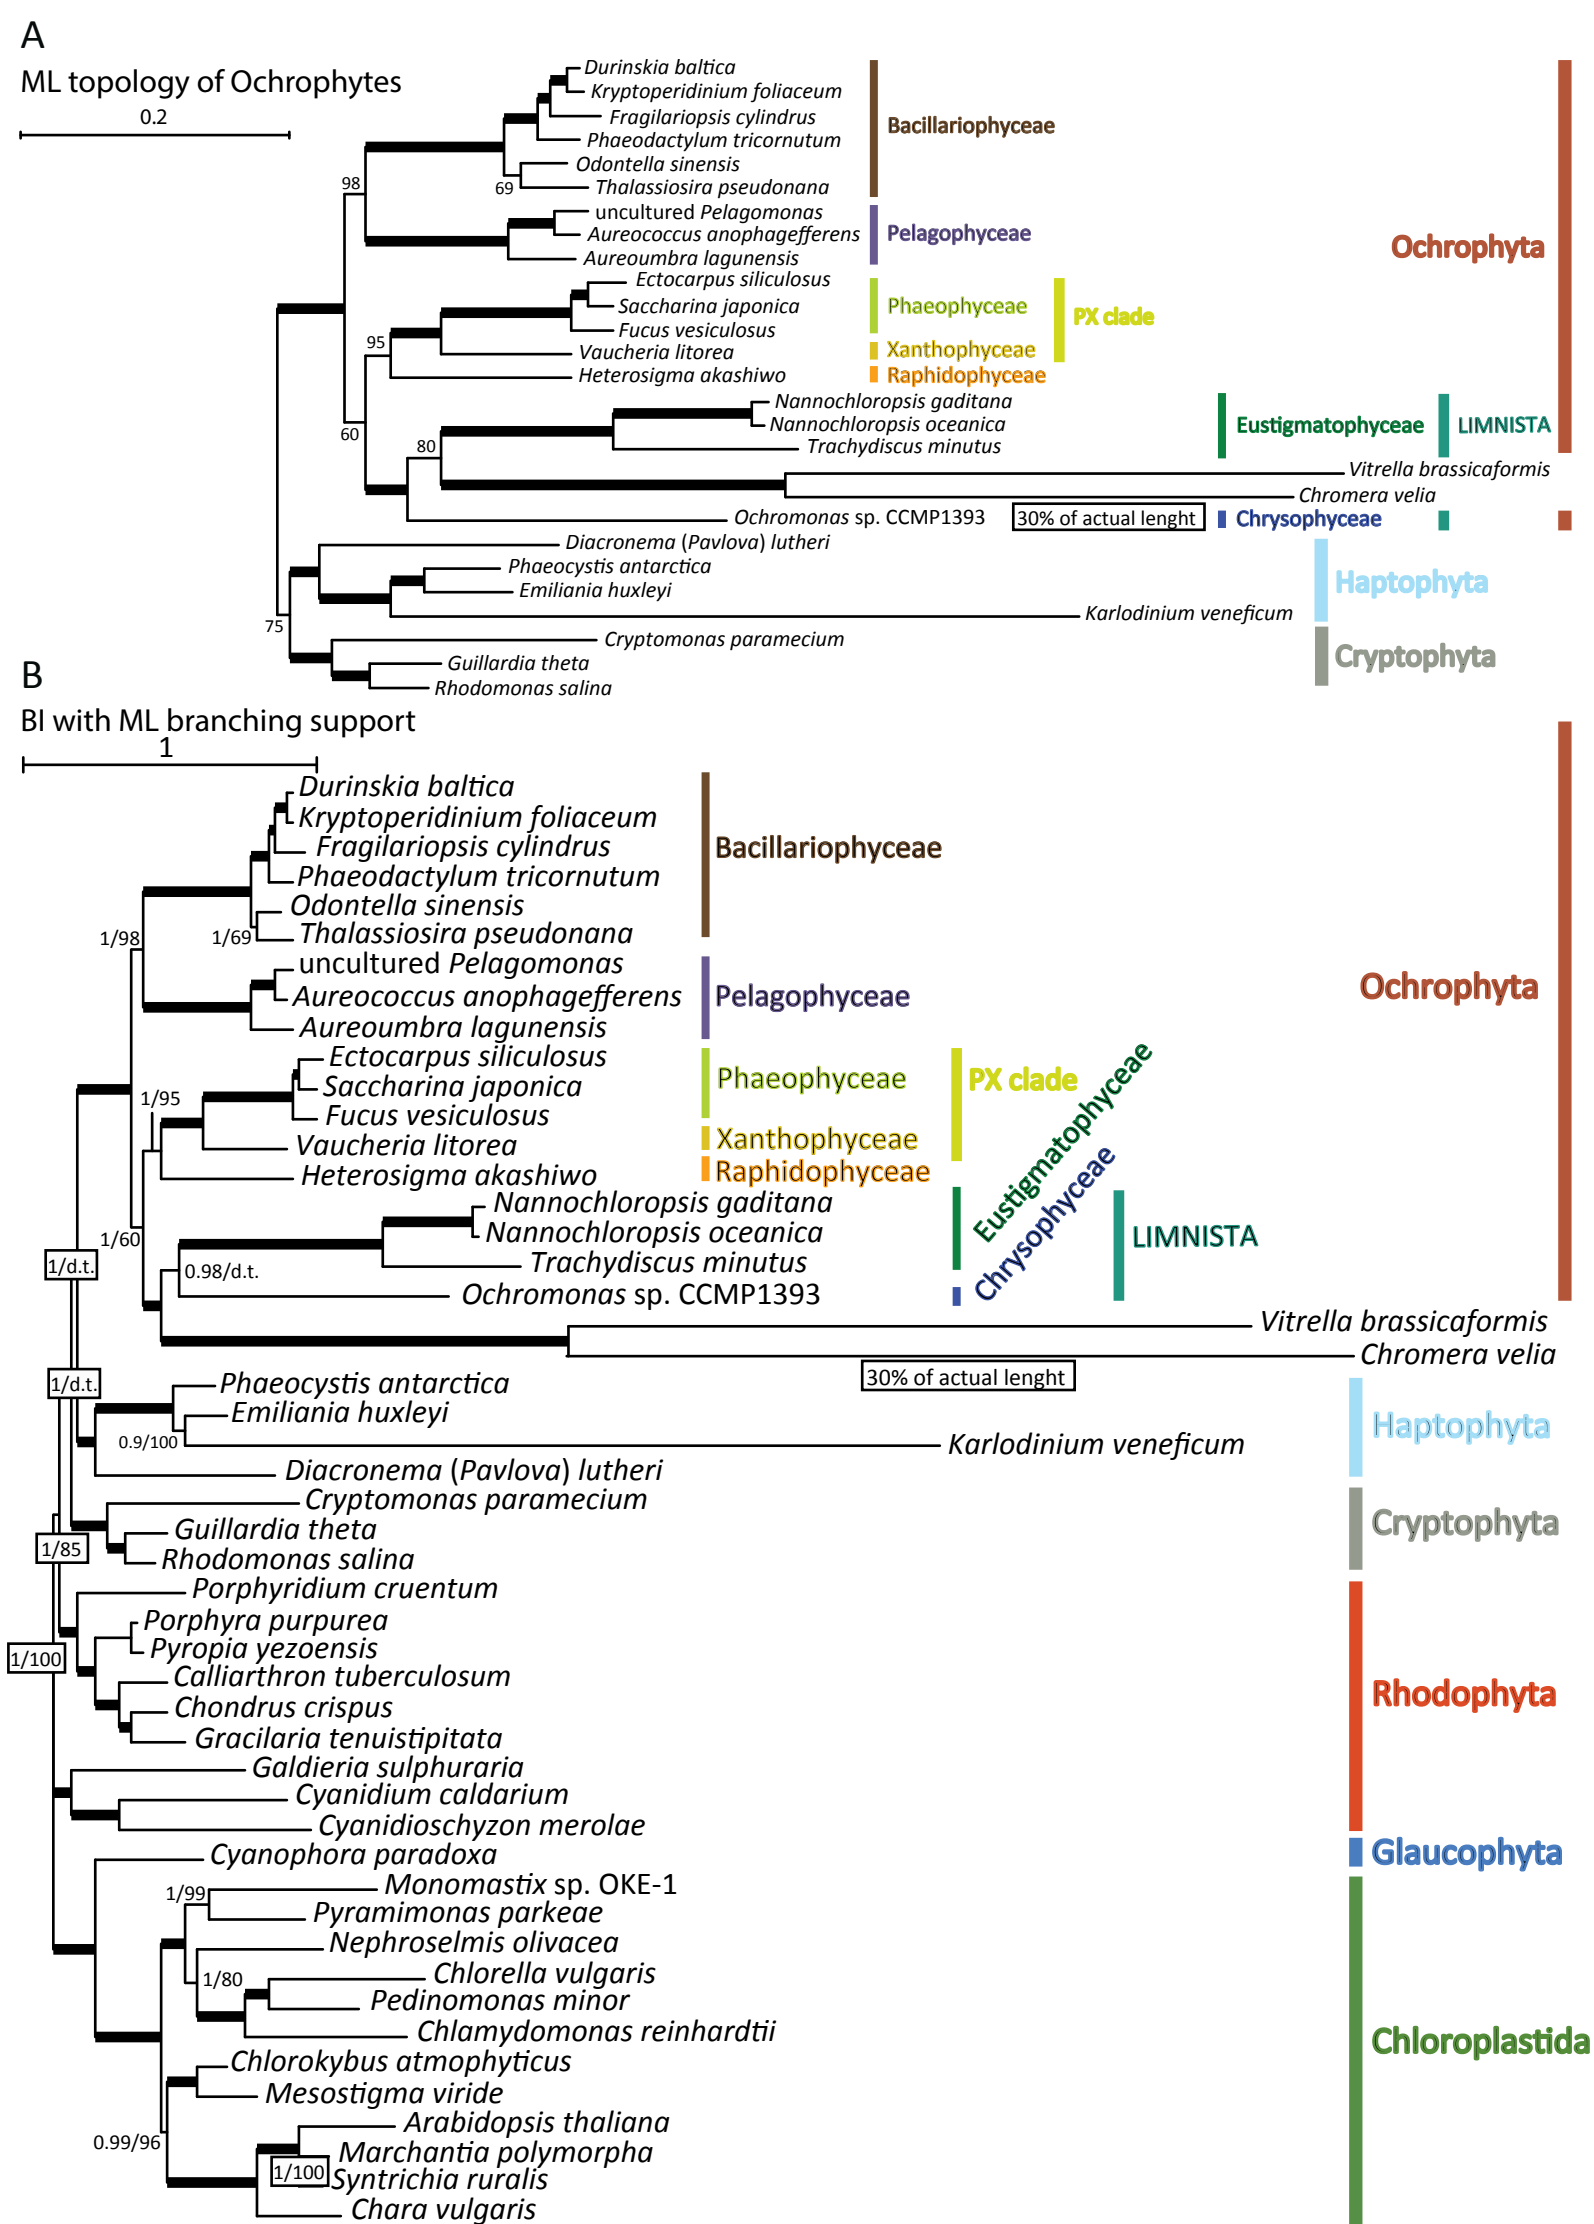 A
ML topology of Ochrophytes
0.2
Durinskia baltica
Kryptoperidinium foliaceum
Fragilariopsis cylindrus
Bacillariophyceae
Phaeodactylum tricornutum
Odontella sinensis
98
69
Thalassiosira pseudonana
uncultured Pelagomonas
Aureococcus anophagefferens
Pelagophyceae
Ochrophyta
Aureoumbra lagunensis
Ectocarpus siliculosus
Saccharina japonica
Phaeophyceae
PX clade
Fucus vesiculosus
95
Vaucheria litorea
Xanthophyceae
Heterosigma akashiwo
Raphidophyceae
Nannochloropsis gaditana
60
Nannochloropsis oceanica
Eustigmatophyceae
LIMNISTA
80
Trachydiscus minutus
Vitrella brassicaformis
Chromera velia
Ochromonas sp. CCMP1393
30% of actual lenght
Chrysophyceae
Diacronema (Pavlova) lutheri
Phaeocystis antarctica
Haptophyta
Emiliania huxleyi
Karlodinium veneficum
75
Cryptomonas paramecium
Cryptophyta
Guillardia theta
Rhodomonas salina
B
BI with ML branching support
1
Durinskia baltica
Kryptoperidinium foliaceum
Fragilariopsis cylindrus
Bacillariophyceae
Phaeodactylum tricornutum
Odontella sinensis
1/98
1/69
Thalassiosira pseudonana
uncultured Pelagomonas
Ochrophyta
Aureococcus anophagefferens
Pelagophyceae
Aureoumbra lagunensis
Ectocarpus siliculosus
Phaeophyceae
PX clade
Saccharina japonica
1/95
Fucus vesiculosus
Vaucheria litorea
Xanthophyceae
Heterosigma akashiwo
Raphidophyceae
Eustigmatophyceae
Nannochloropsis gaditana
Chrysophyceae
1/60
Nannochloropsis oceanica
LIMNISTA
1/d.t.
0.98/d.t.
Trachydiscus minutus
Ochromonas sp. CCMP1393
Vitrella brassicaformis
Chromera velia
30% of actual lenght
1/d.t.
Phaeocystis antarctica
Emiliania huxleyi
Haptophyta
0.9/100
Karlodinium veneficum
Diacronema (Pavlova) lutheri
Cryptomonas paramecium
Cryptophyta
Guillardia theta
1/85
Rhodomonas salina
Porphyridium cruentum
Porphyra purpurea
1/100
Pyropia yezoensis
Calliarthron tuberculosum
Rhodophyta
Chondrus crispus
Gracilaria tenuistipitata
Galdieria sulphuraria
Cyanidium caldarium
Cyanidioschyzon merolae
Cyanophora paradoxa
Glaucophyta
1/99
Monomastix sp. OKE-1
Pyramimonas parkeae
Nephroselmis olivacea
1/80
Chlorella vulgaris
Pedinomonas minor
Chlamydomonas reinhardtii
Chloroplastida
Chlorokybus atmophyticus
Mesostigma viride
Arabidopsis thaliana
0.99/96
Marchantia polymorpha
1/100
Syntrichia ruralis
Chara vulgaris